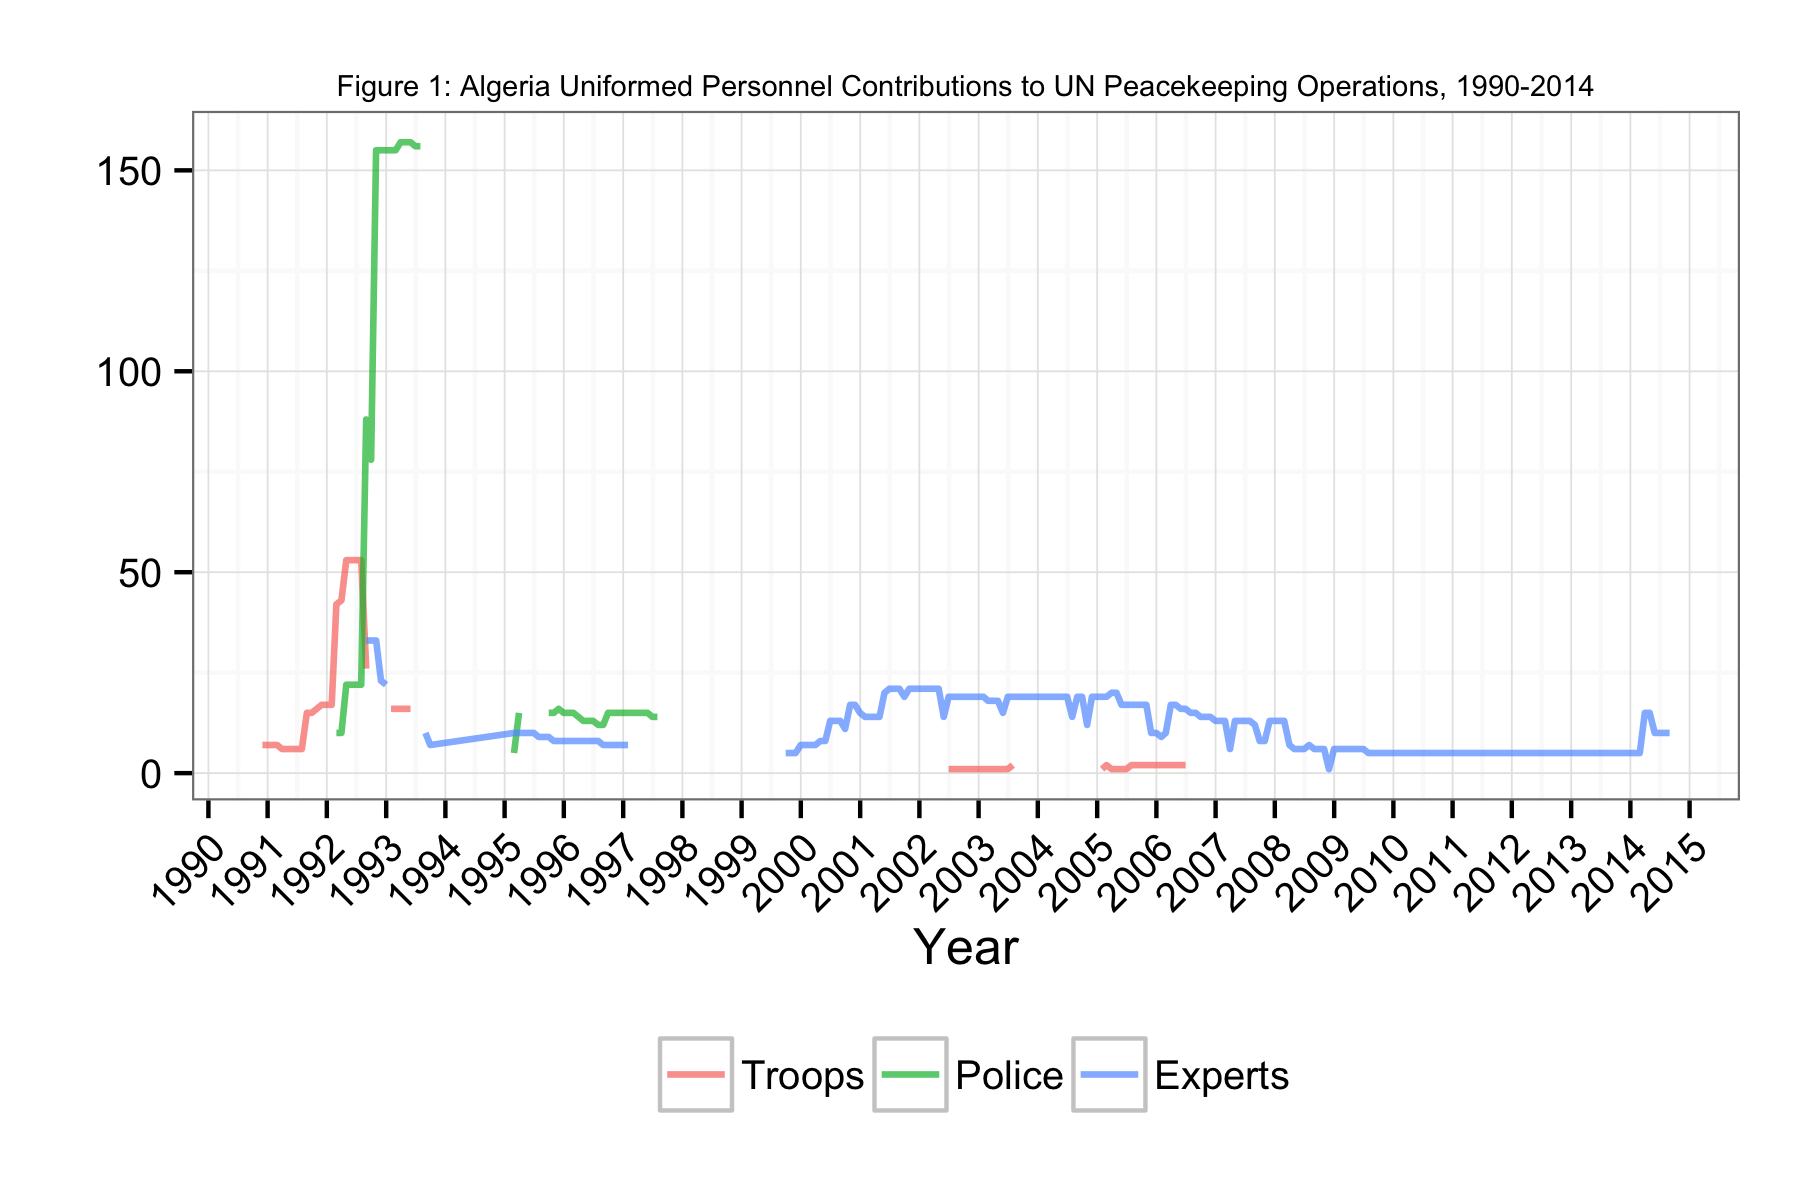 Figure 1: Algeria Uniformed Personnel Contributions to UN Peacekeeping Operations, 1990-2014
150
100
50
0
1990 1991 1992 1993 1994 1995 1996 1997 1998 1999 2000 2001 2002 2003 2004 2005 2006 2007 2008 2009 2010 2011 2012 2013 2014 2015
Year
Troops Police Experts